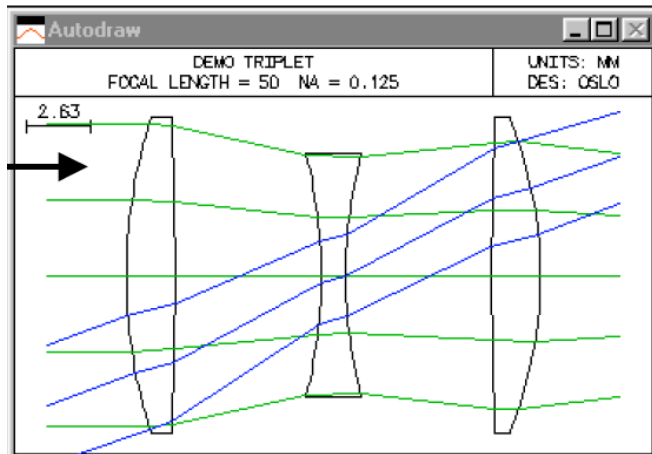 Autodraw
DEMO TRIPLET
FOCAL LENGTH = 50 NA = 0.125
UNITS: MM
DES: OSLO
2.63